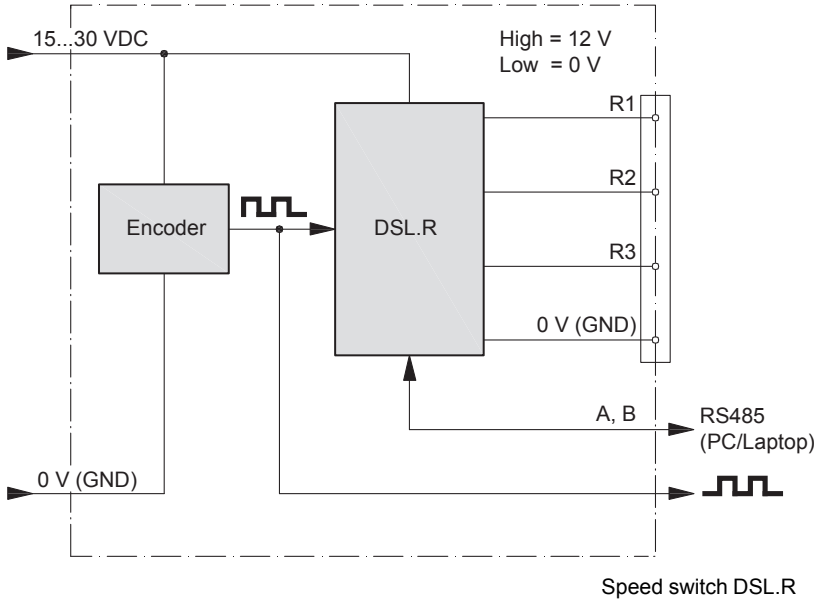 15...30 VDC
High = 12 V
Low = 0 V
R1
R2
Encoder
DSL.R
R3
0 V (GND)
A, B
RS485
(PC/Laptop)
0 V (GND)
Speed switch DSL.R